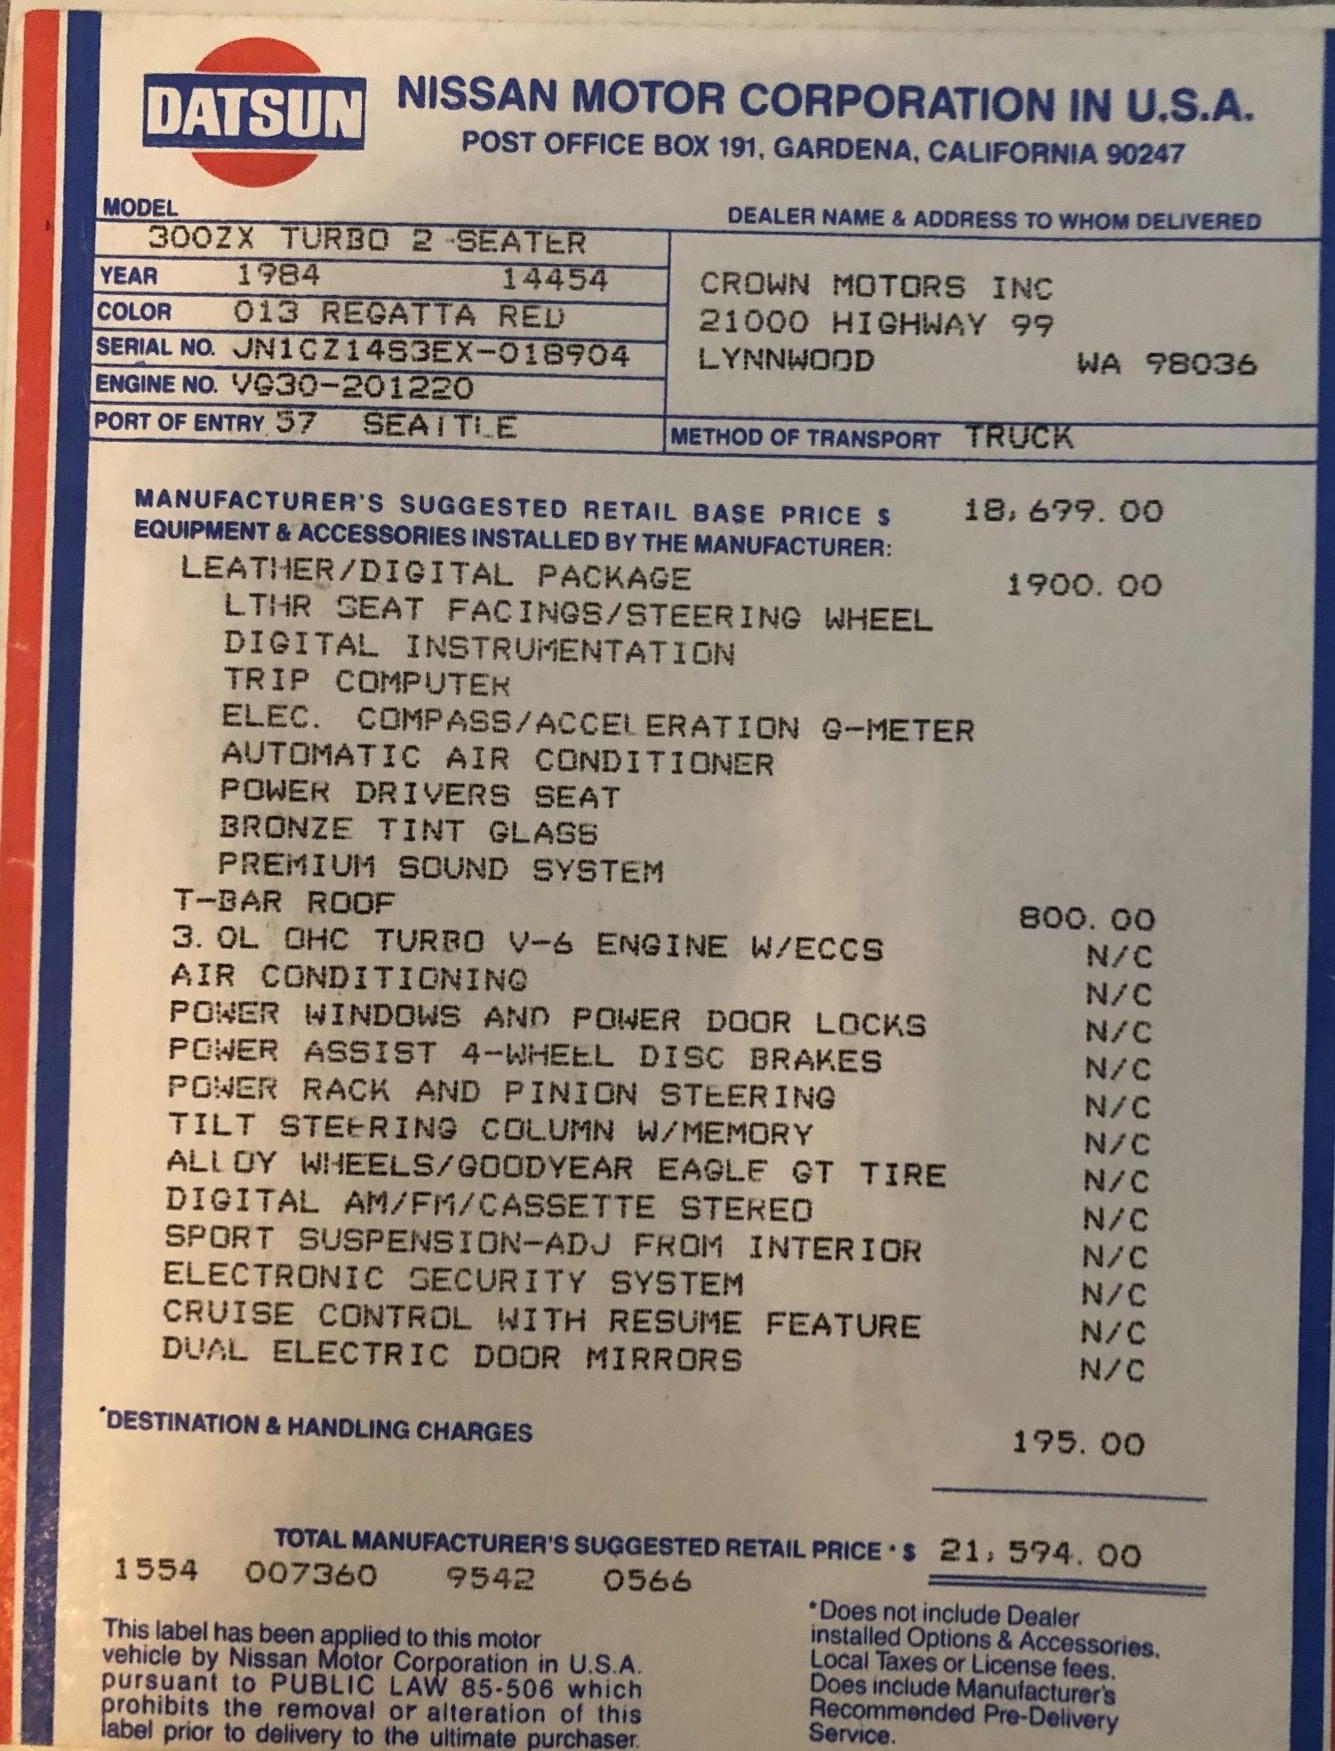 DATSUN
NISSAN MOTOR CORPORATION IN U.S.A.
POST OFFICE BOX 191, GARDENA, CALIFORNIA 90247
MODEL
300ZX TURBO 2-SEATER
YEAR 1984 14454
COLOR 013 REGATTA RED
SERIAL NO. JN1CZ14S3EX-018904
ENGINE NO. VG30-201220
PORT OF ENTRY 57 SEATTLE
DEALER NAME & ADDRESS TO WHOM DELIVERED
CROWN MOTORS INC
21000 HIGHWAY 99
LYNNWOOD WA 98036
METHOD OF TRANSPORT TRUCK
MANUFACTURER'S SUGGESTED RETAIL BASE PRICE $ 18,699.00
EQUIPMENT & ACCESSORIES INSTALLED BY THE MANUFACTURER:
LEATHER/DIGITAL PACKAGE 1900.00
LTHR SEAT FACINGS/STEERING WHEEL
DIGITAL INSTRUMENTATION
TRIP COMPUTER
ELEC. COMPASS/ACCELERATION G-METER
AUTOMATIC AIR CONDITIONER
POWER DRIVERS SEAT
BRONZE TINT GLASS
PREMIUM SOUND SYSTEM
T-BAR ROOF 800.00
3.0L OHC TURBO V-6 ENGINE W/ECCS N/C
AIR CONDITIONING N/C
POWER WINDOWS AND POWER DOOR LOCKS N/C
POWER ASSIST 4-WHEEL DISC BRAKES N/C
POWER RACK AND PINION STEERING N/C
TILT STEERING COLUMN W/MEMORY N/C
ALLOY WHEELS/GOODYEAR EAGLE GT TIRE N/C
DIGITAL AM/FM/CASSETTE STEREO N/C
SPORT SUSPENSION-ADJ FROM INTERIOR N/C
ELECTRONIC SECURITY SYSTEM N/C
CRUISE CONTROL WITH RESUME FEATURE N/C
DUAL ELECTRIC DOOR MIRRORS N/C
*DESTINATION & HANDLING CHARGES 195.00
TOTAL MANUFACTURER'S SUGGESTED RETAIL PRICE * $ 21,594.00
1554 007360 9542 0566
This label has been applied to this motor
vehicle by Nissan Motor Corporation in U.S.A.
pursuant to PUBLIC LAW 85-506 which
prohibits the removal or alteration of this
label prior to delivery to the ultimate purchaser.
*Does not include Dealer
installed Options & Accessories,
Local Taxes or License fees.
Does include Manufacturer's
Recommended Pre-Delivery
Service.